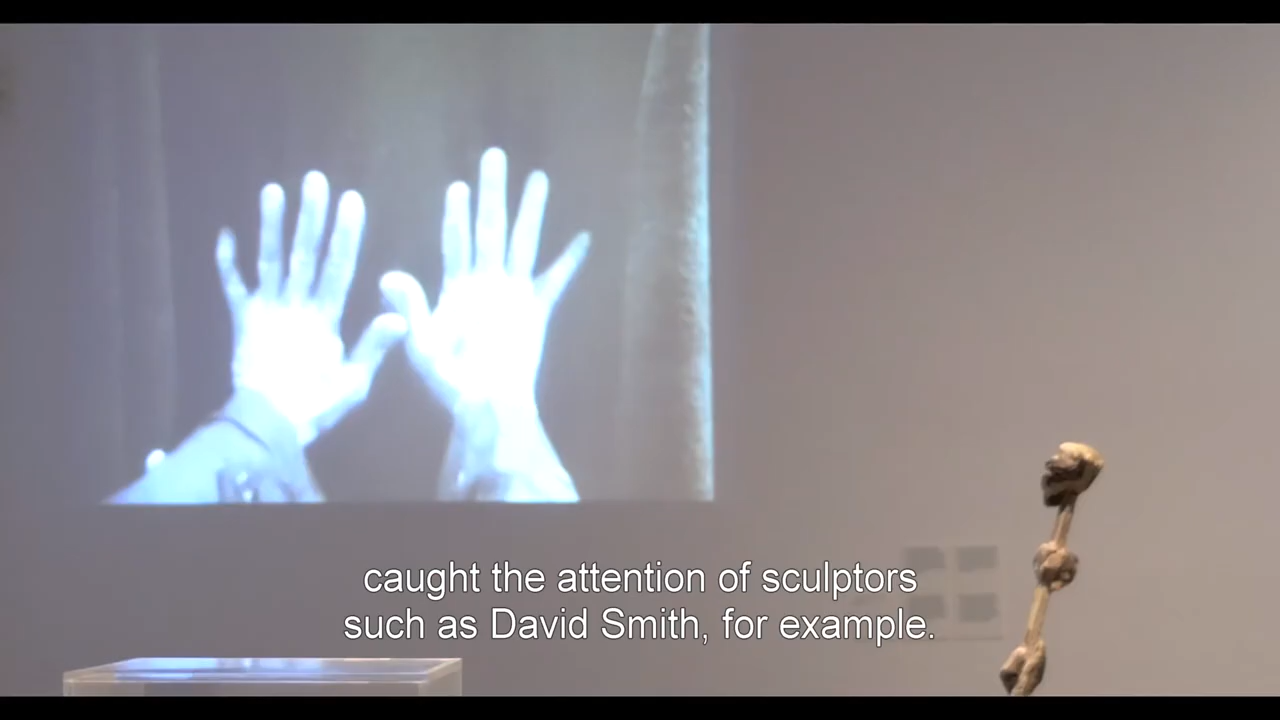 caught the attention of sculptors
such as David Smith, for example.